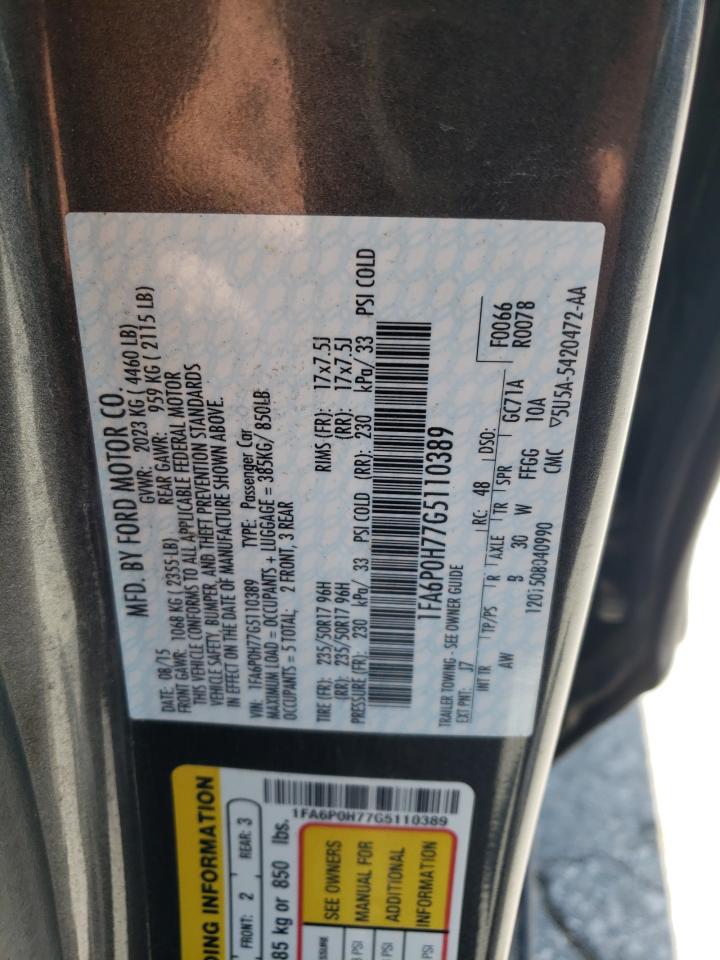 MFD. BY FORD MOTOR CO.
DATE: 08/15 GVWR: 2023 KG ( 4460 LB)
FRONT GAWR: 1068 KG ( 2355 LB) REAR GAWR: 959 KG ( 2115 LB)
THIS VEHICLE CONFORMS TO ALL APPLICABLE FEDERAL MOTOR
VEHICLE SAFETY, BUMPER, AND THEFT PREVENTION STANDARDS
IN EFFECT ON THE DATE OF MANUFACTURE SHOWN ABOVE.
VIN: 1FA6P0H77G5110389 TYPE: Passenger Car
MAXIMUM LOAD = OCCUPANTS + LUGGAGE = 385KG/ 850LB
OCCUPANTS = 5 TOTAL: 2 FRONT, 3 REAR
TIRE (FR): 235/50R17 96H RIMS (FR): 17x7.5J
(RR): 235/50R17 96H (RR): 17x7.5J
PRESSURE (FR): 230 kPa/ 33 PSI COLD (RR): 230 kPa/ 33 PSI COLD
1FA6P0H77G5110389
TRAILER TOWING - SEE OWNER GUIDE
EXT PNT: J7 RC: 48 DSO: F0066
INT TR TP/PS R AXLE TR SPR GC71A R0078
AW B 30 W FFGG 10A
120150804099O CMC ▽5U5A-5420472-AA
ING INFORMATION
FRONT: 2 REAR: 3
85 kg or 850 lbs.
1FA6P0H77G5110389
SEE OWNERS
MANUAL FOR
ADDITIONAL
INFORMATION
PSI
PSI
PSI